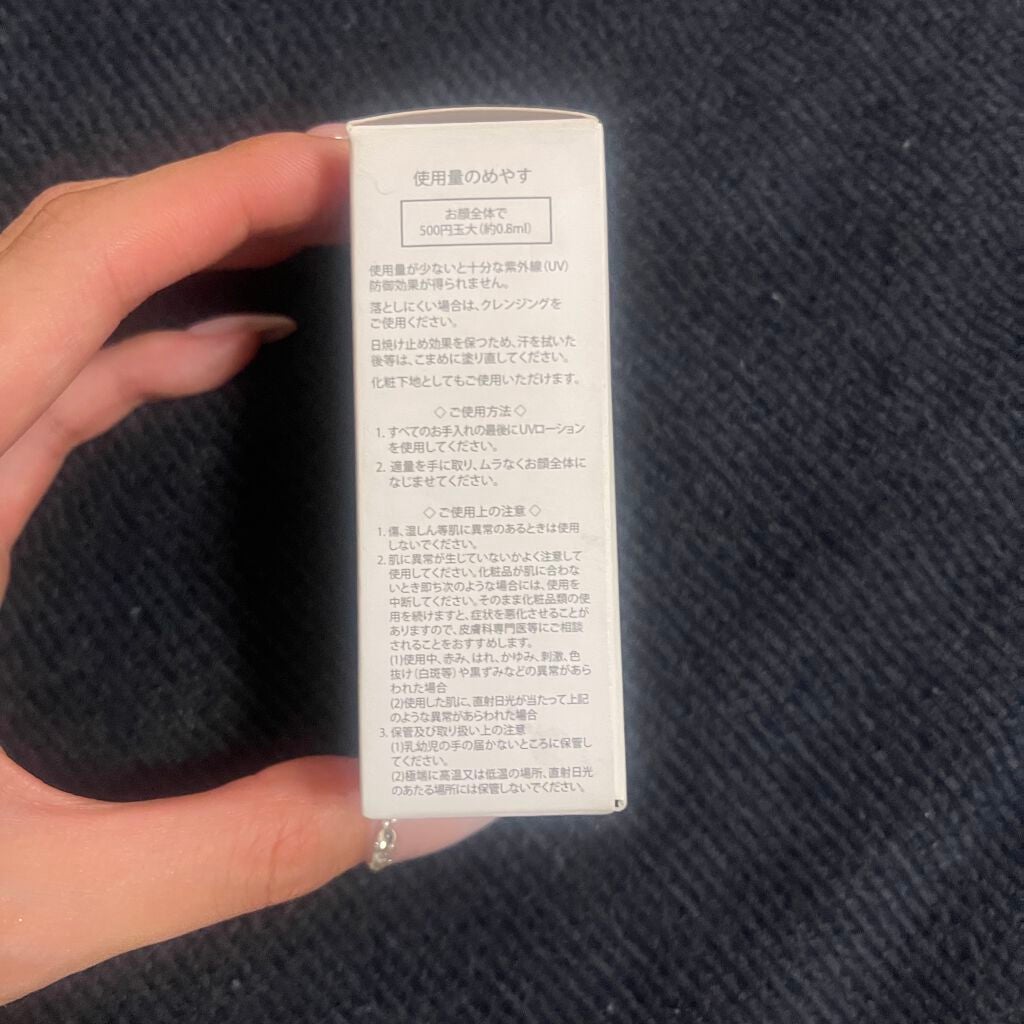 使用量のめやす
お顔全体で
500円玉大(約0.8ml)
使用量が少ないと十分な紫外線(UV)
防御効果が得られません。
落としにくい場合は、クレンジングを
ご使用ください。
日焼け止め効果を保つため、汗を拭いた
後等は、こまめに塗り直してください。
化粧下地としてもご使用いただけます。
◇ご使用方法◇
1. すべてのお手入れの最後にUVローション
を使用してください。
2. 適量を手に取り、ムラなくお顔全体に
なじませてください。
◇ご使用上の注意◇
1. 傷、湿しん等肌に異常のあるときは使用
しないでください。
2. 肌に異常が生じていないかよく注意して
使用してください。化粧品が肌に合わな
いとき即ち次のような場合には、使用を
中断してください。そのまま化粧品類の使
用を続けますと、症状を悪化させることが
ありますので、皮膚科専門医等にご相談
されることをおすすめします。
(1)使用中、赤み、はれ、かゆみ、刺激、色
抜け(白斑等)や黒ずみなどの異常があら
われた場合
(2)使用した肌に、直射日光が当たって上記
のような異常があらわれた場合
3. 保管及び取り扱い上の注意
(1)乳幼児の手の届かないところに保管し
てください。
(2)極端に高温又は低温の場所、直射日光
のあたる場所には保管しないでください。